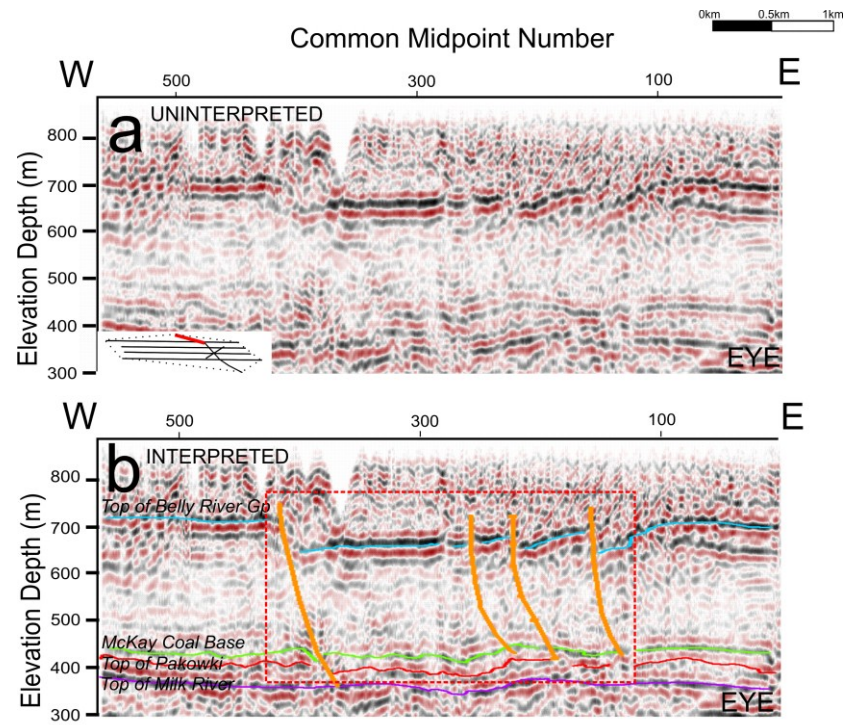 0km 0.5km 1km
Common Midpoint Number
W E
500 300 100
a UNINTERPRETED
Elevation Depth (m)
800
700
600
500
400
300
EYE
W E
500 300 100
b INTERPRETED
Elevation Depth (m)
800
Top of Belly River Gp
700
600
500
McKay Coal Base
400
Top of Pakowki
Top of Milk River
300
EYE